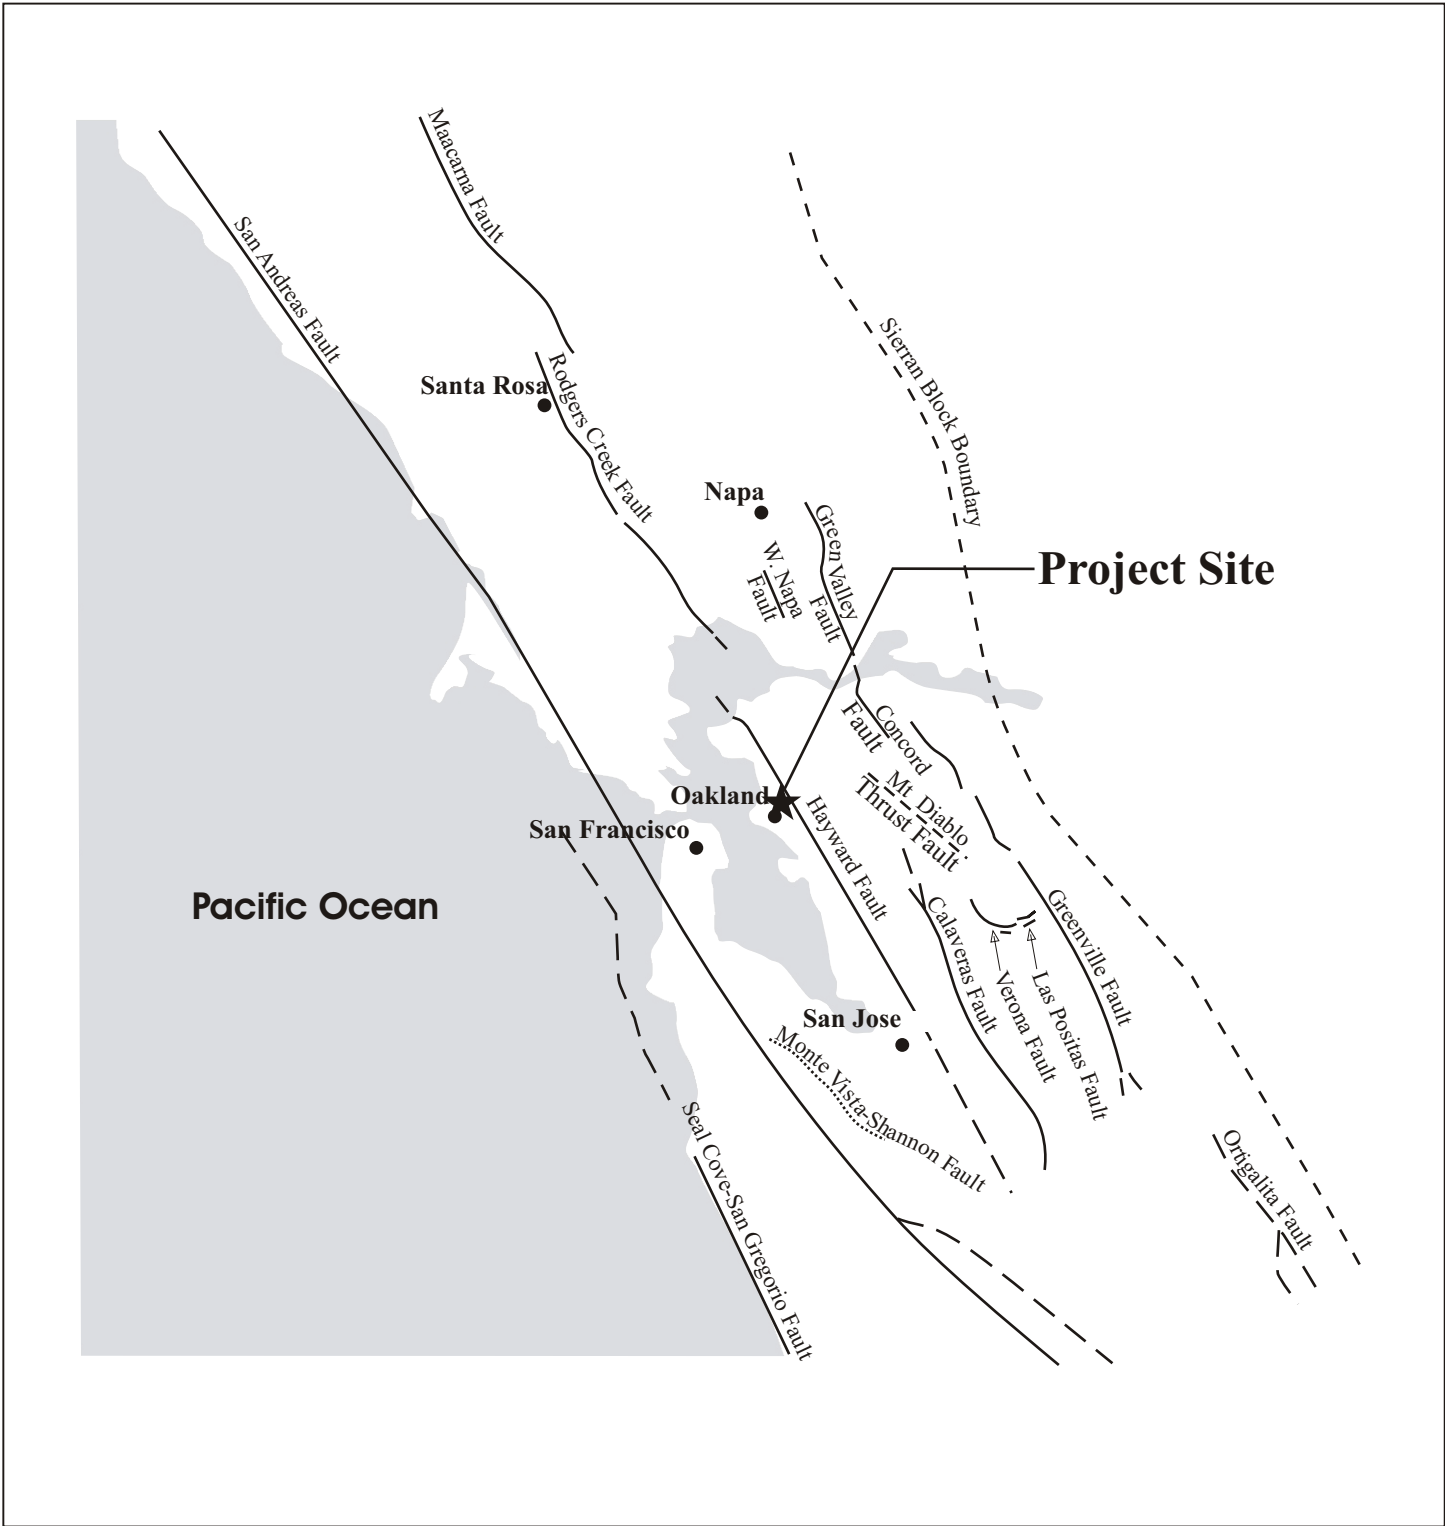 Maacarna Fault
San Andreas Fault
Sierran Block Boundary
Santa Rosa
Rodgers Creek Fault
Napa
W. Napa
Fault
Green Valley
Fault
Project Site
Concord
Fault
Mt Diablo
Thrust Fault
Oakland
San Francisco
Hayward Fault
Pacific Ocean
Calaveras Fault
Greenville Fault
Verona Fault
Las Positas Fault
San Jose
Monte Vista-Shannon Fault
Seal Cove-San Gregorio Fault
Ortigalita Fault